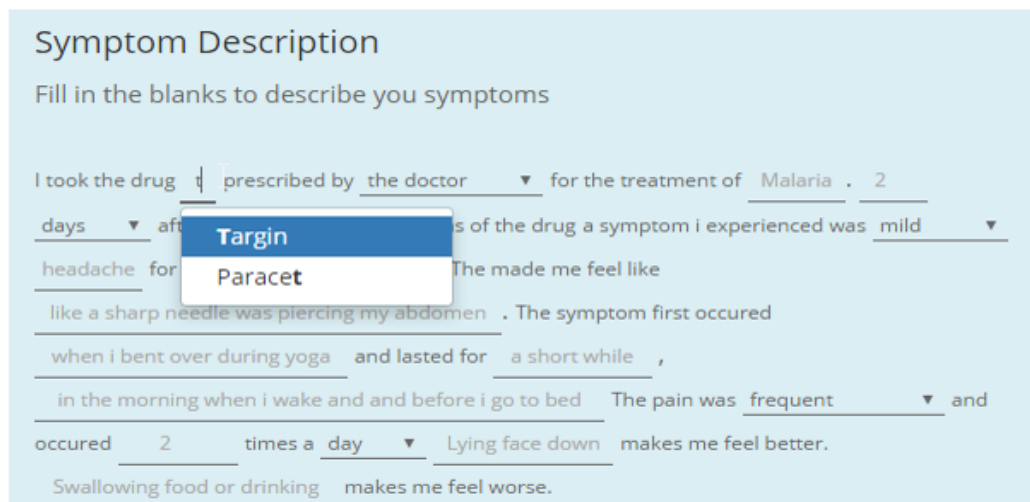 Symptom Description
Fill in the blanks to describe you symptoms
I took the drug t prescribed by the doctor ▼ for the treatment of Malaria . 2
days ▼ aft s of the drug a symptom i experienced was mild ▼
Targin
headache for The made me feel like
Paracet
like a sharp needle was piercing my abdomen . The symptom first occured
when i bent over during yoga and lasted for a short while ,
in the morning when i wake and and before i go to bed The pain was frequent ▼ and
occured 2 times a day ▼ Lying face down makes me feel better.
Swallowing food or drinking makes me feel worse.